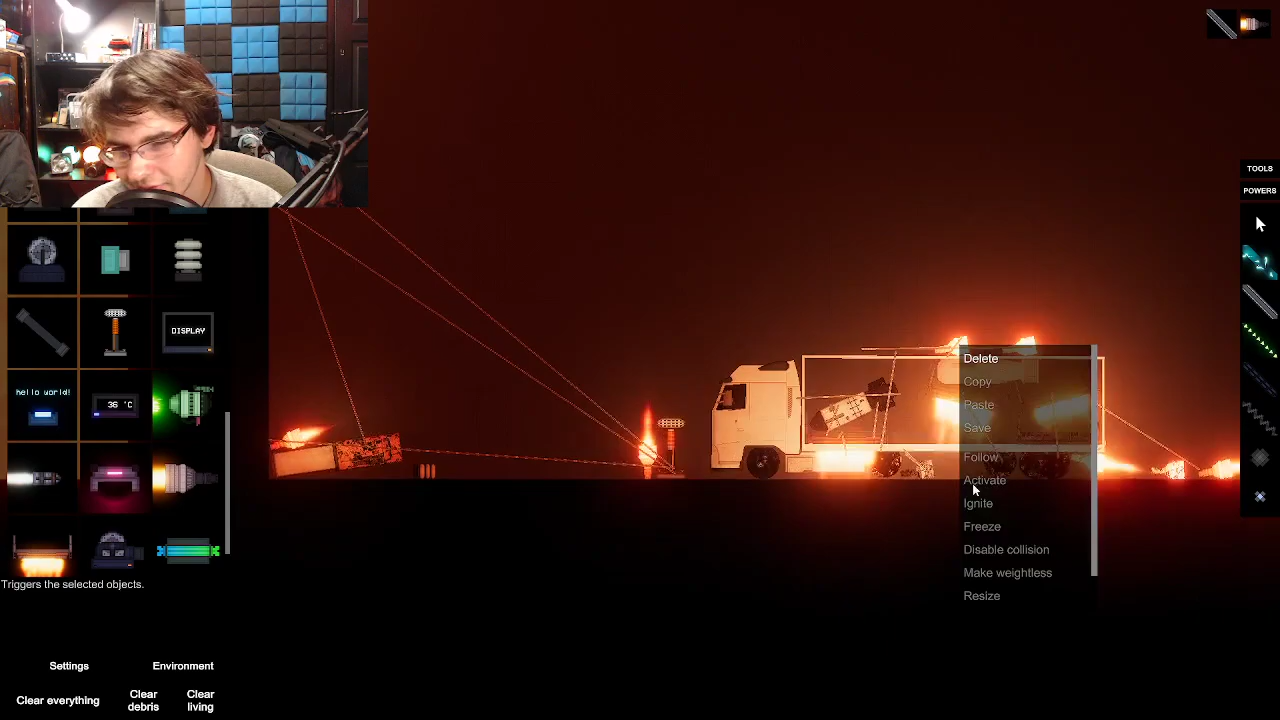 TOOLS
POWERS
DISPLAY
hello world!
36 °C
Delete
Copy
Paste
Save
Follow
Activate
Ignite
Freeze
Disable collision
Make weightless
Resize
Triggers the selected objects.
Settings
Environment
Clear everything
Clear
debris
Clear
living